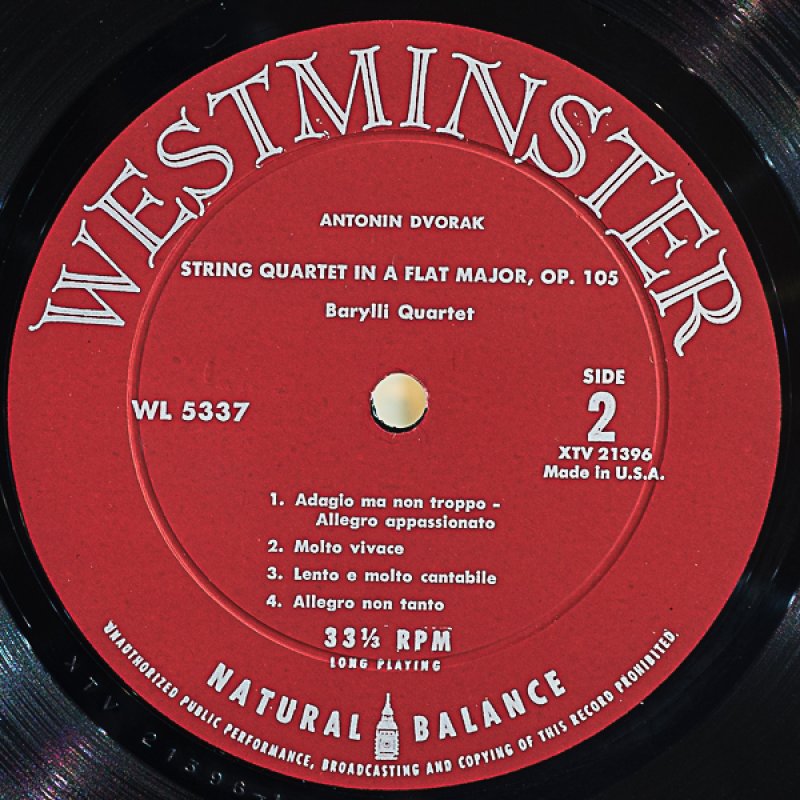 WESTMINSTER
ANTONIN DVORAK
STRING QUARTET IN A FLAT MAJOR, OP. 105
Barylli Quartet
WL 5337
SIDE
2
XTV 21396
Made in U.S.A.
1. Adagio ma non troppo -
Allegro appassionato
2. Molto vivace
3. Lento e molto cantabile
4. Allegro non tanto
33⅓ RPM
LONG PLAYING
NATURAL BALANCE
UNAUTHORIZED PUBLIC PERFORMANCE, BROADCASTING AND COPYING OF THIS RECORD PROHIBITED.
XTV 21396